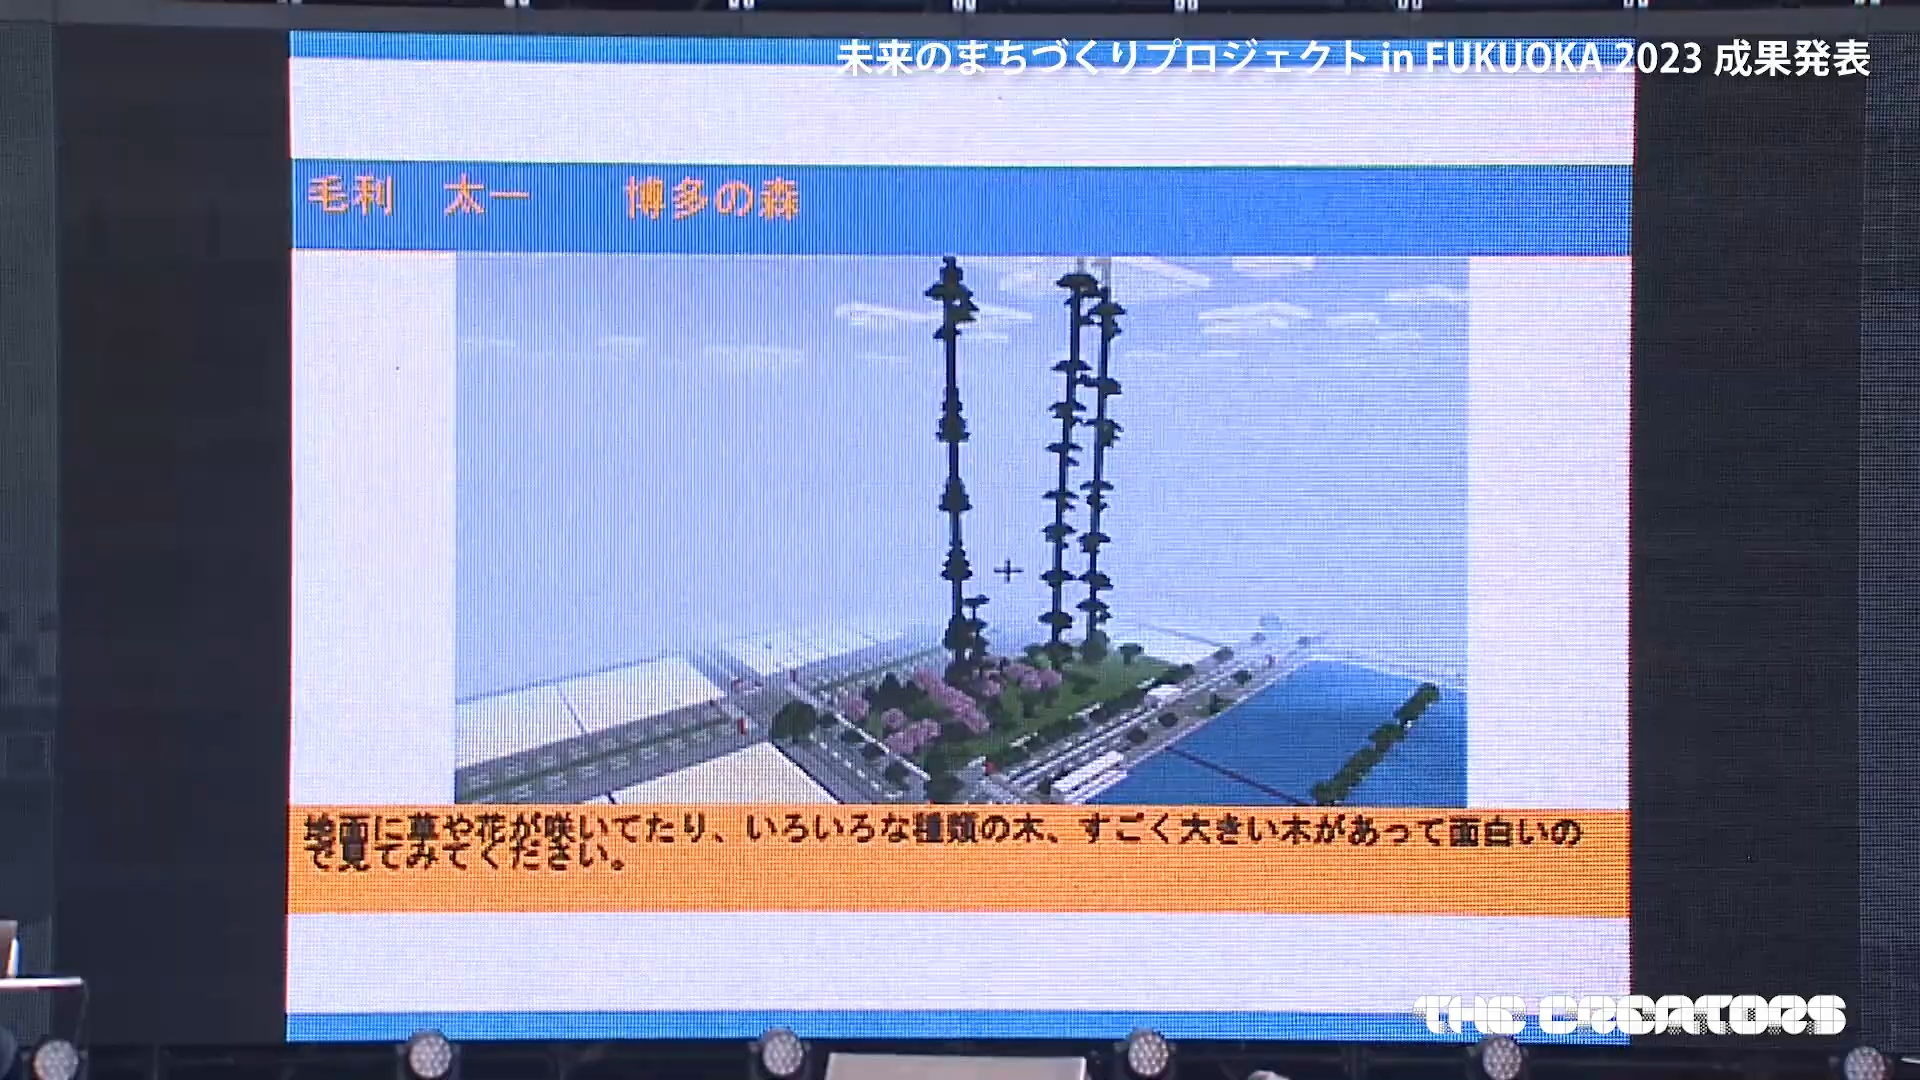 未来のまちづくりプロジェクト in FUKUOKA 2023 成果発表
毛利　太一　　博多の森
地面に草や花が咲いてたり、いろいろな種類の木、すごく大きい木があって面白いの
で見てみてください。
THE CREATORS